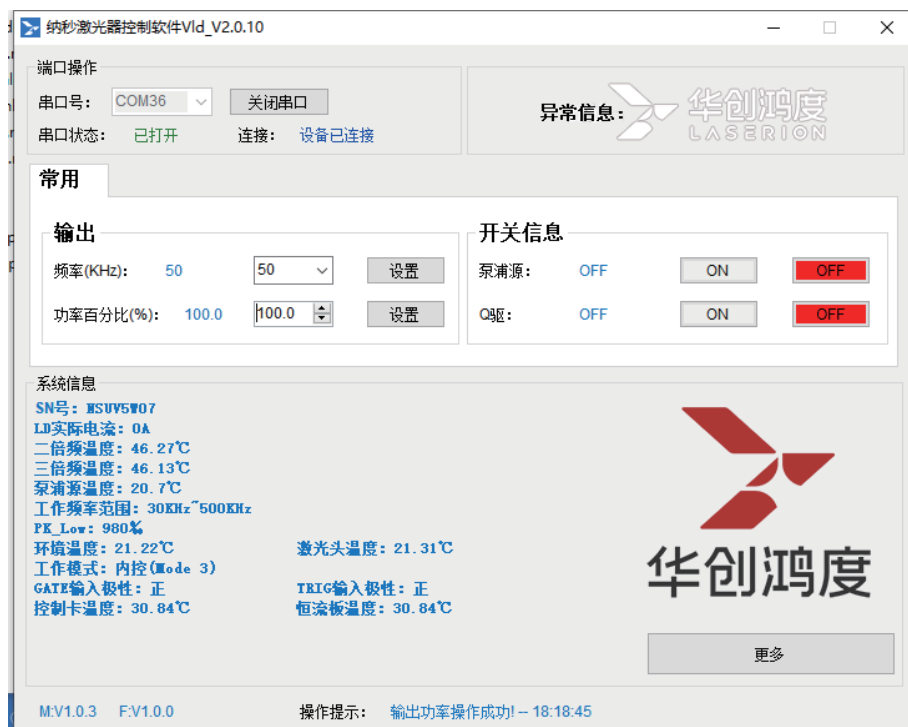 纳秒激光器控制软件Vld_V2.0.10
端口操作
串口号： COM36 关闭串口
串口状态： 已打开 连接： 设备已连接
异常信息：
华创鸿度
LASERION
常用
输出
频率(KHz)： 50 50 设置
功率百分比(%)： 100.0 100.0 设置
开关信息
泵浦源： OFF ON OFF
Q驱： OFF ON OFF
系统信息
SN号：NSUV5W07
LD实际电流：0A
二倍频温度：46.27℃
三倍频温度：46.13℃
泵浦源温度：20.7℃
工作频率范围：30KHz~500KHz
PK_Low：980‰
环境温度：21.22℃ 激光头温度：21.31℃
工作模式：内控(Mode 3)
GATE输入极性：正 TRIG输入极性：正
控制卡温度：30.84℃ 恒流板温度：30.84℃
华创鸿度
更多
M:V1.0.3 F:V1.0.0 操作提示： 输出功率操作成功! -- 18:18:45